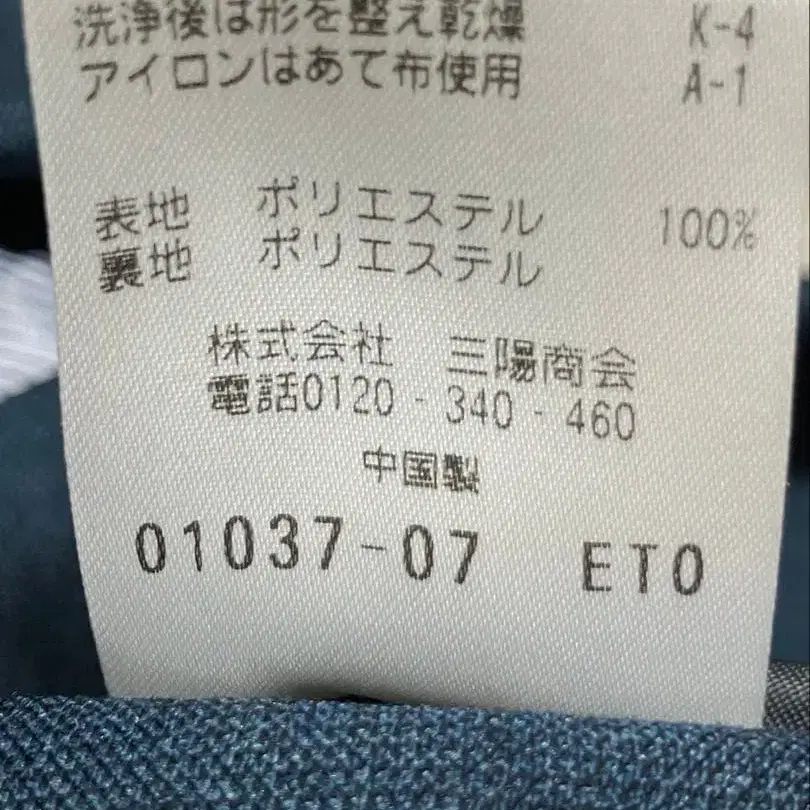 洗浄後は形を整え乾燥 K-4
アイロンはあて布使用 A-1
表地 ポリエステル 100%
裏地 ポリエステル
株式会社 三陽商会
電話0120-340-460
中国製
01037-07 ETO